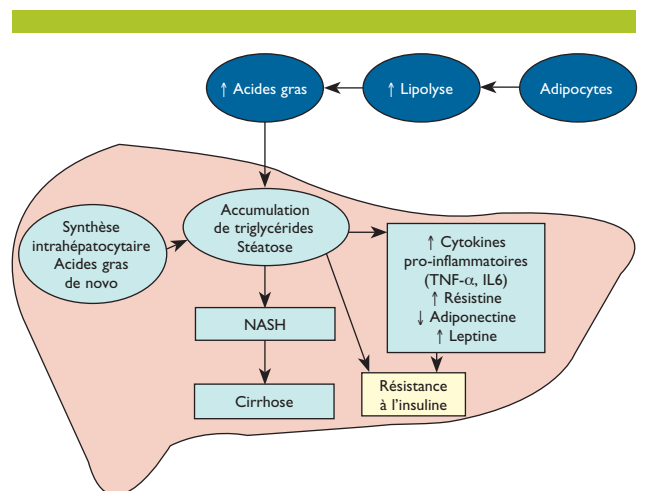 ↑ Acides gras
↑ Lipolyse
Adipocytes
Synthèse
intrahépatocytaire
Acides gras
de novo
Accumulation
de triglycérides
Stéatose
↑ Cytokines
pro-inflammatoires
(TNF-α, IL6)
↑ Résistine
↓ Adiponectine
↑ Leptine
NASH
Cirrhose
Résistance
à l’insuline